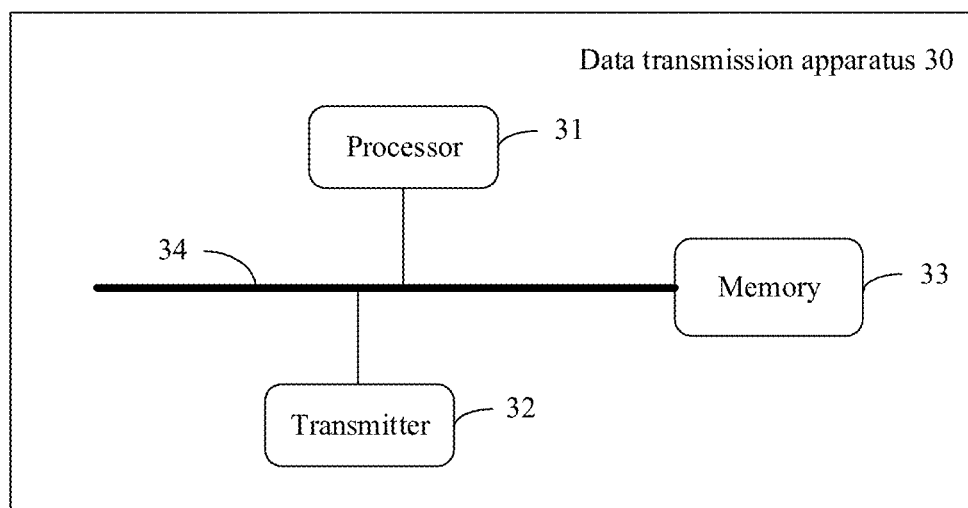 Data transmission apparatus 30
Processor
31
34
Memory
33
Transmitter
32